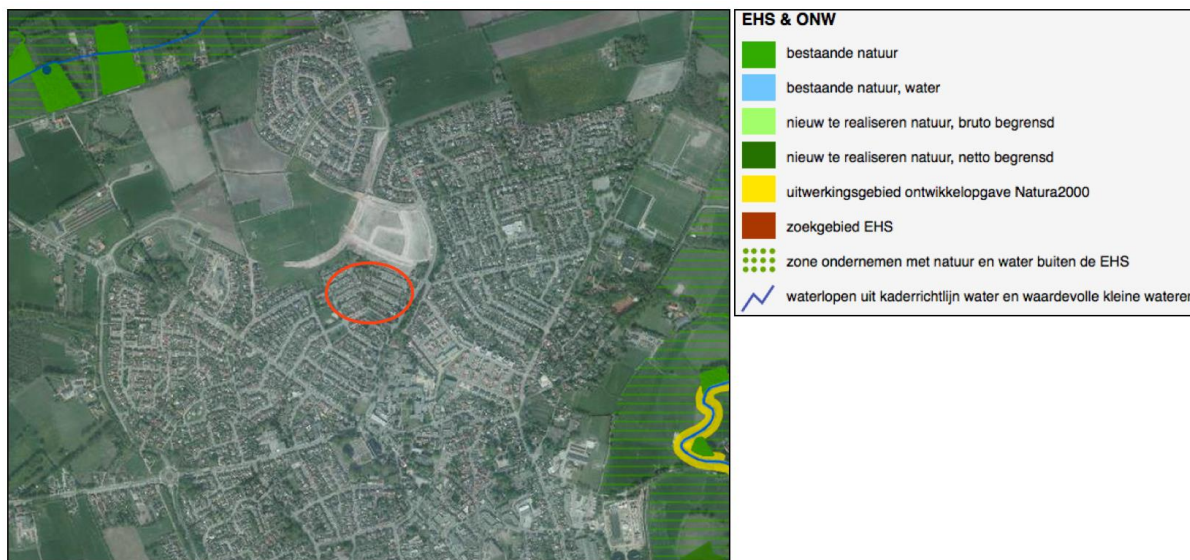 EHS & ONW
bestaande natuur
bestaande natuur, water
nieuw te realiseren natuur, bruto begrensd
nieuw te realiseren natuur, netto begrensd
uitwerkingsgebied ontwikkelopgave Natura2000
zoekgebied EHS
zone ondernemen met natuur en water buiten de EHS
waterlopen uit kaderrichtlijn water en waardevolle kleine wateren